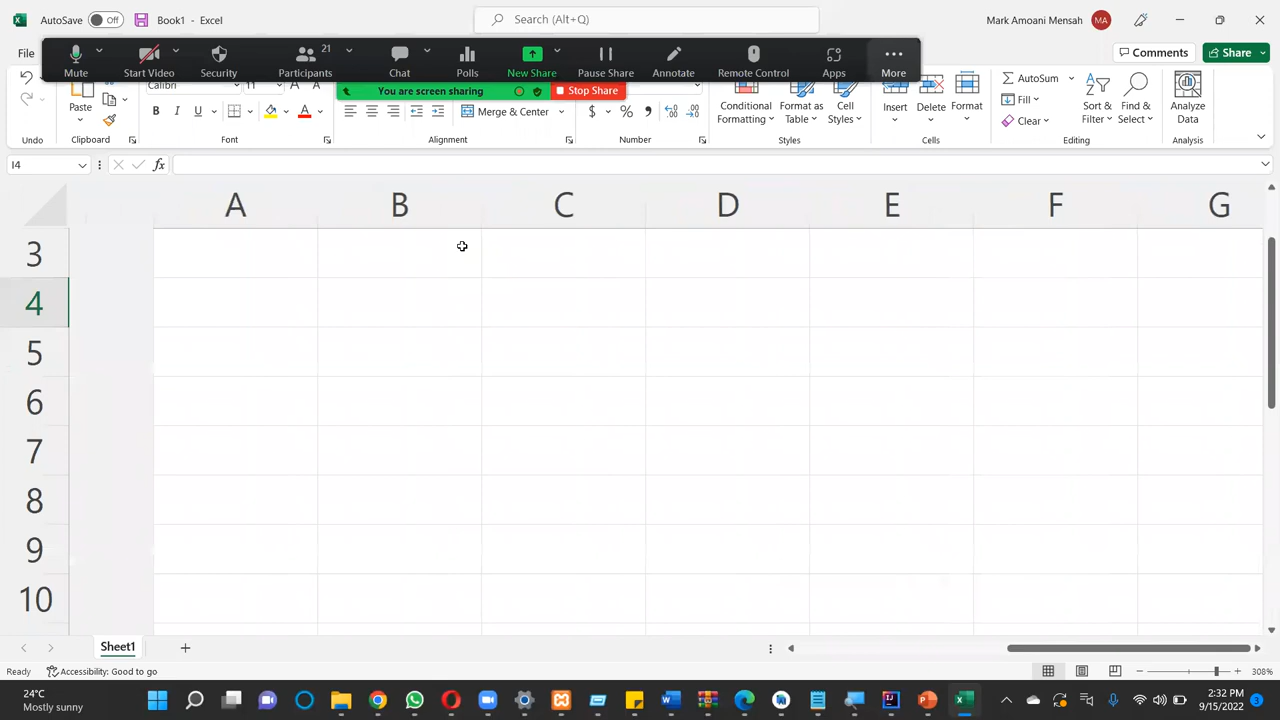 AutoSave Off Book1 - Excel Search (Alt+Q) Mark Amoani Mensah MA
File Comments Share
Mute Start Video Security Participants 21 Chat Polls New Share Pause Share Annotate Remote Control Apps More
You are screen sharing Stop Share
Calibri 11 A A AutoSum
Paste B I U A Merge & Center $ % Conditional Formatting Format as Table Cell Styles Insert Delete Format Fill Clear Sort & Filter Find & Select Analyze Data
Undo Clipboard Font Alignment Number Styles Cells Editing Analysis
I4 fx
A B C D E F G
3
4
5
6
7
8
9
10
Sheet1
Ready Accessibility: Good to go 308%
24°C
Mostly sunny
2:32 PM
9/15/2022
3